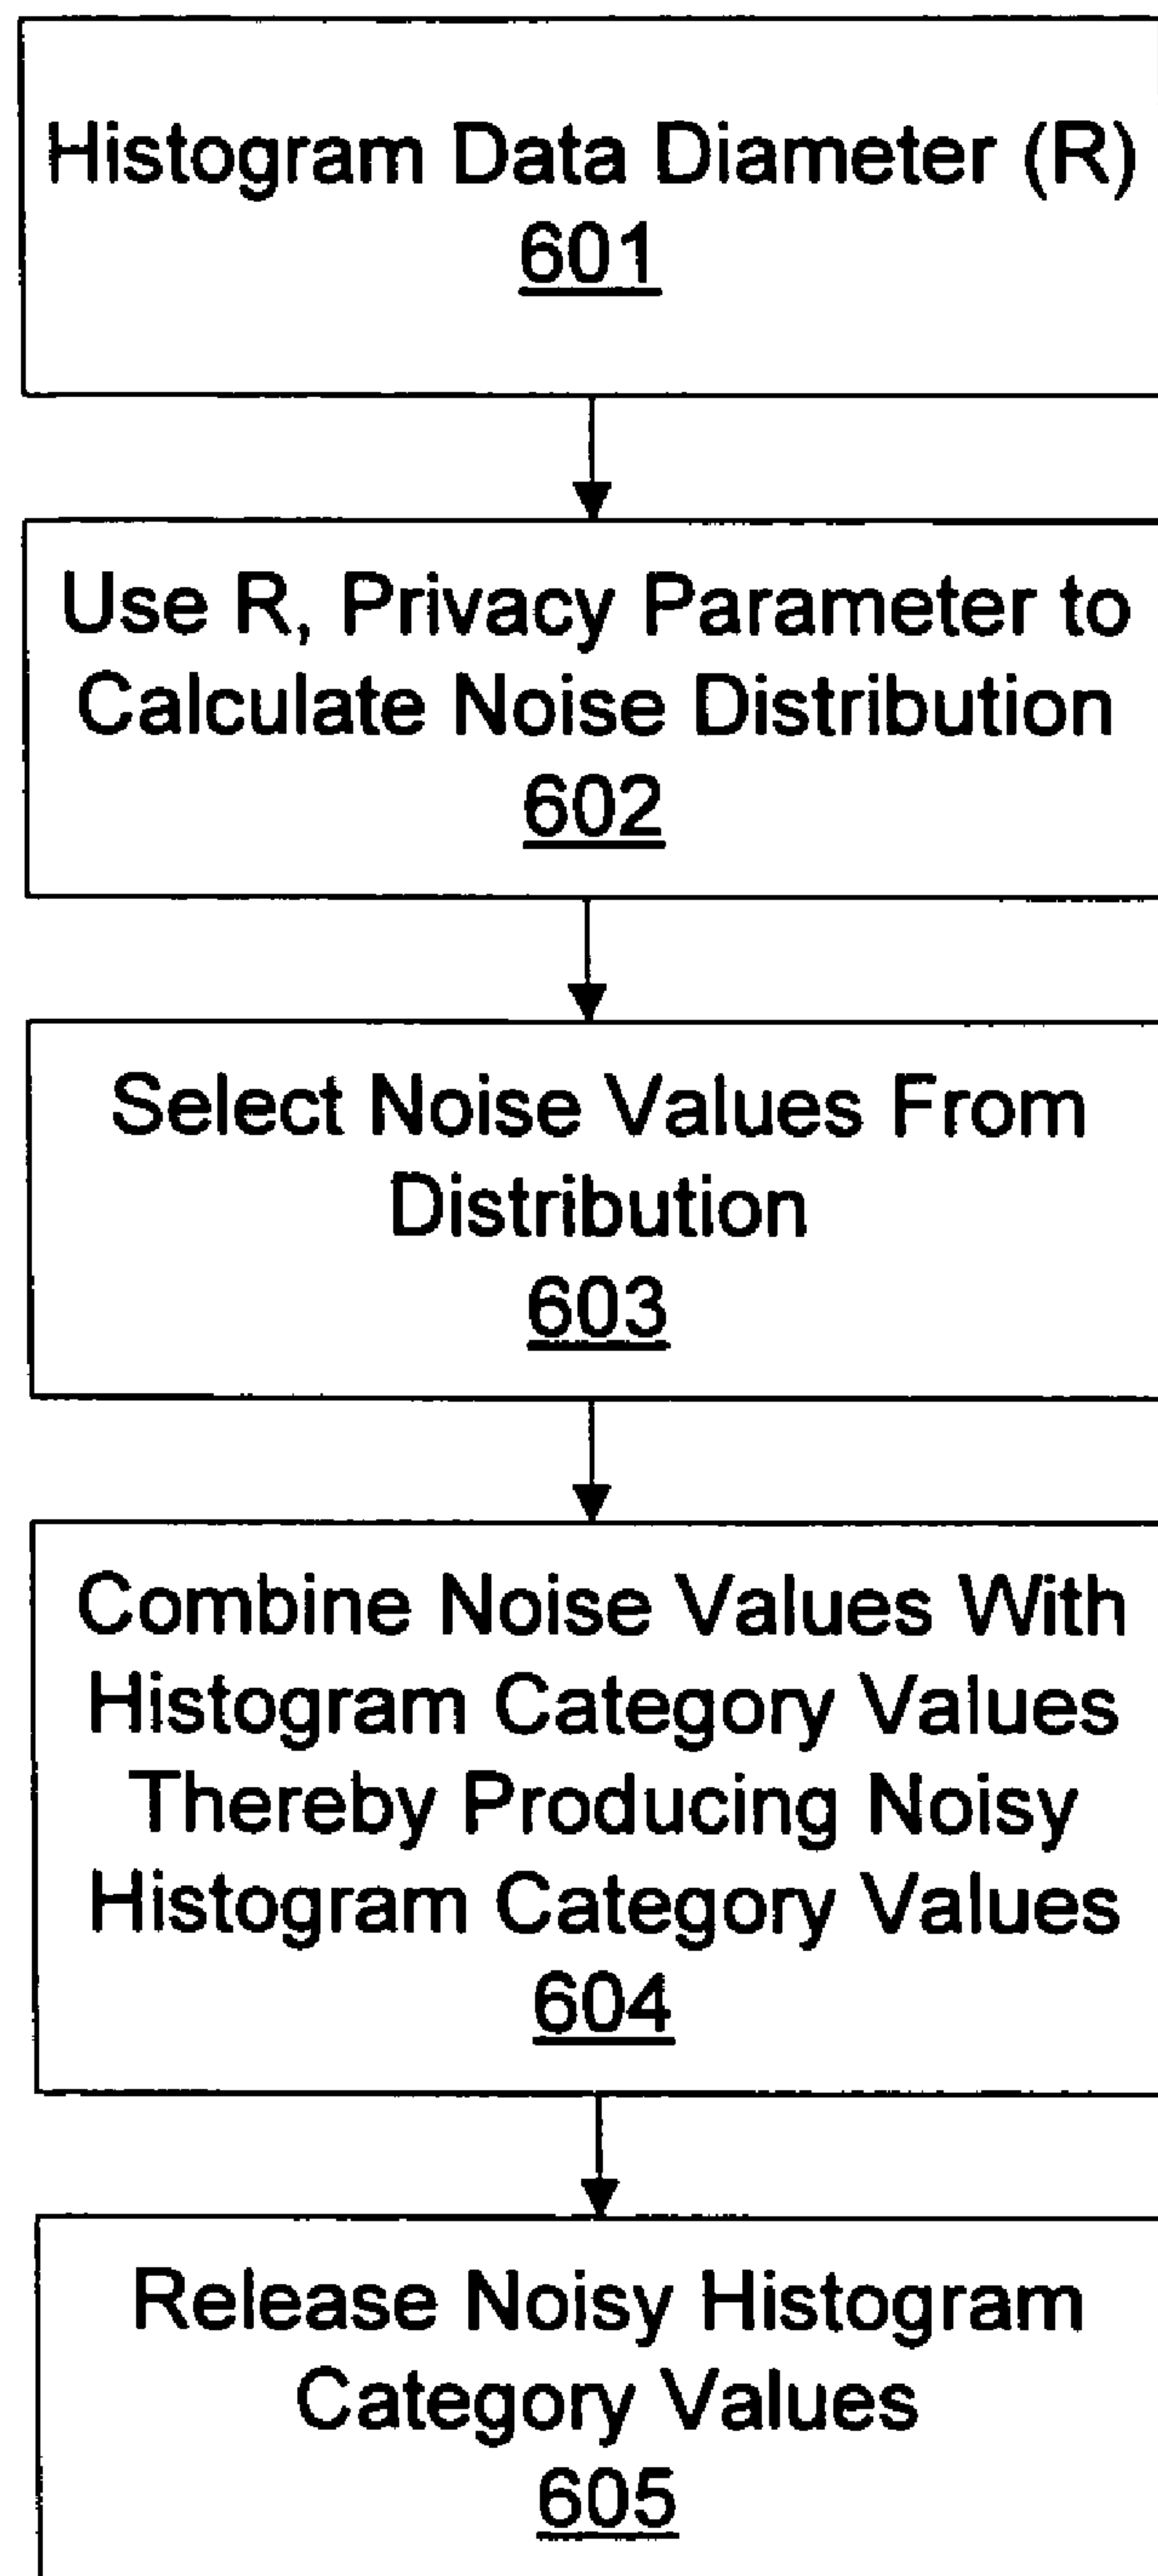 Histogram Data Diameter (R)
601
Use R, Privacy Parameter to
Calculate Noise Distribution
602
Select Noise Values From
Distribution
603
Combine Noise Values With
Histogram Category Values
Thereby Producing Noisy
Histogram Category Values
604
Release Noisy Histogram
Category Values
605